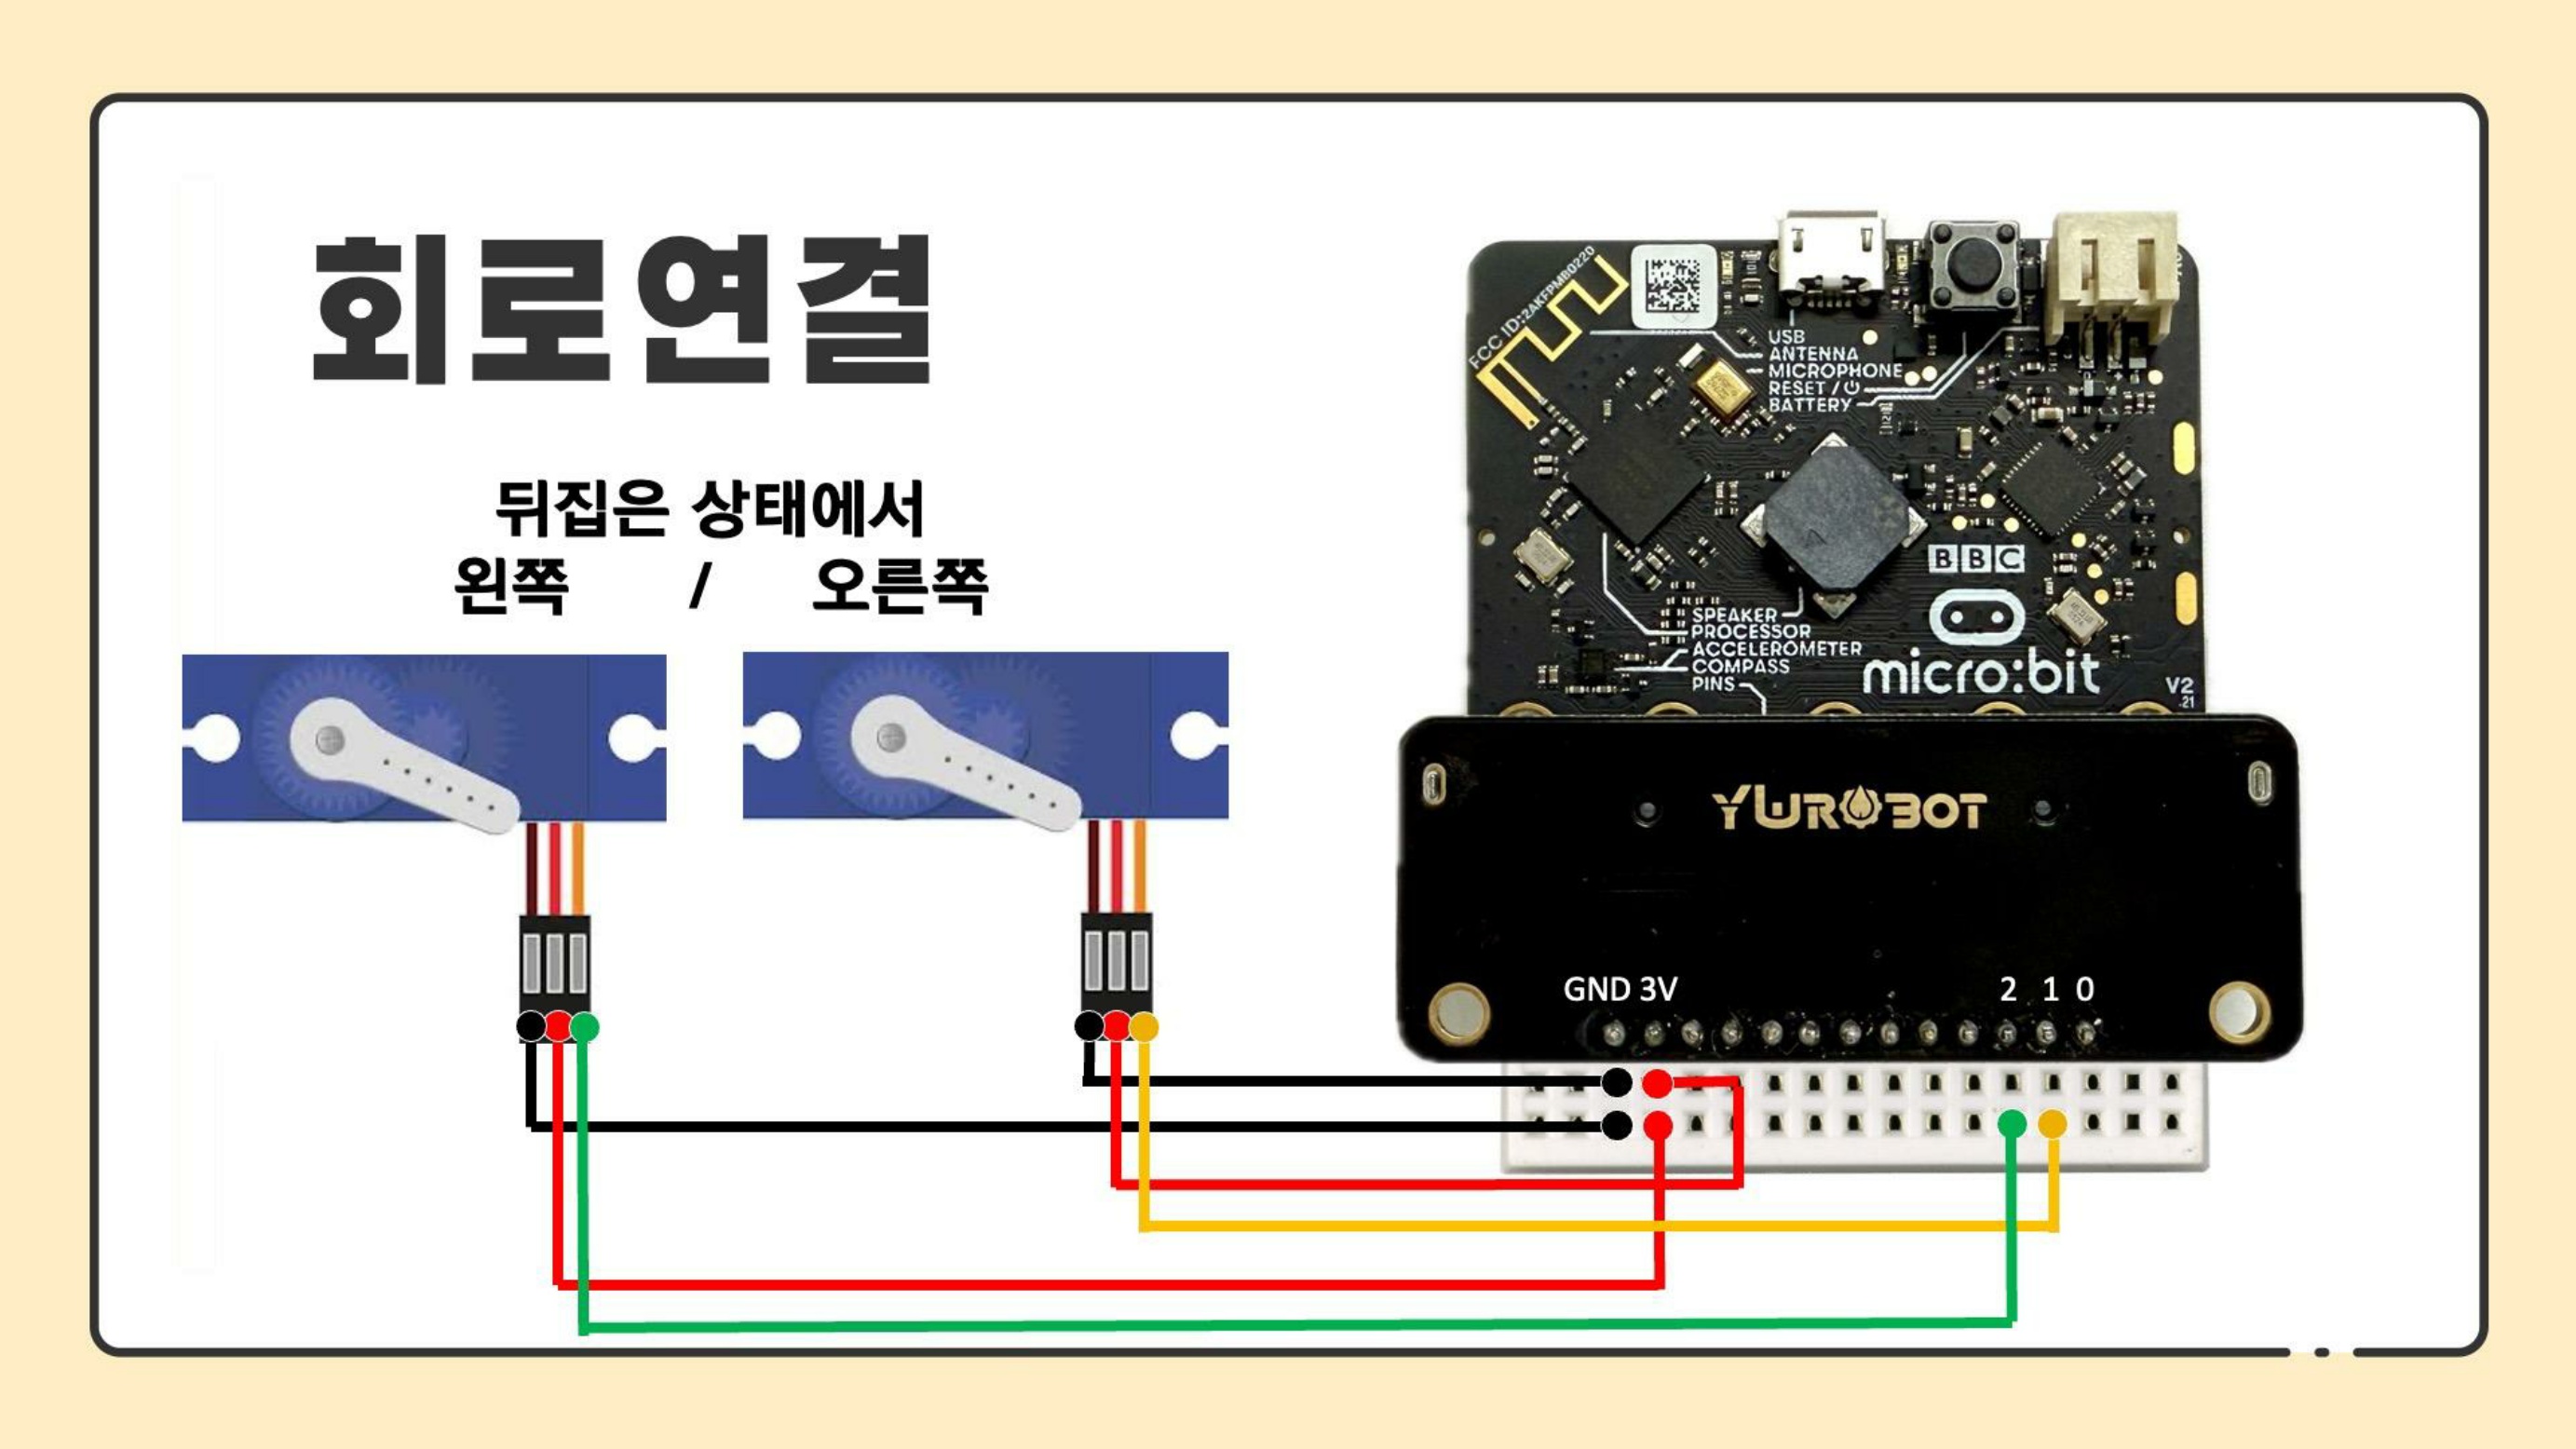 회로연결
뒤집은 상태에서
왼쪽 / 오른쪽
FCC ID:2AKFPMB0220
USB
ANTENNA
MICROPHONE
RESET /
BATTERY
BBC
SPEAKER
PROCESSOR
ACCELEROMETER
COMPASS
PINS
micro:bit
V2
.21
YWROBOT
GND 3V
2 1 0